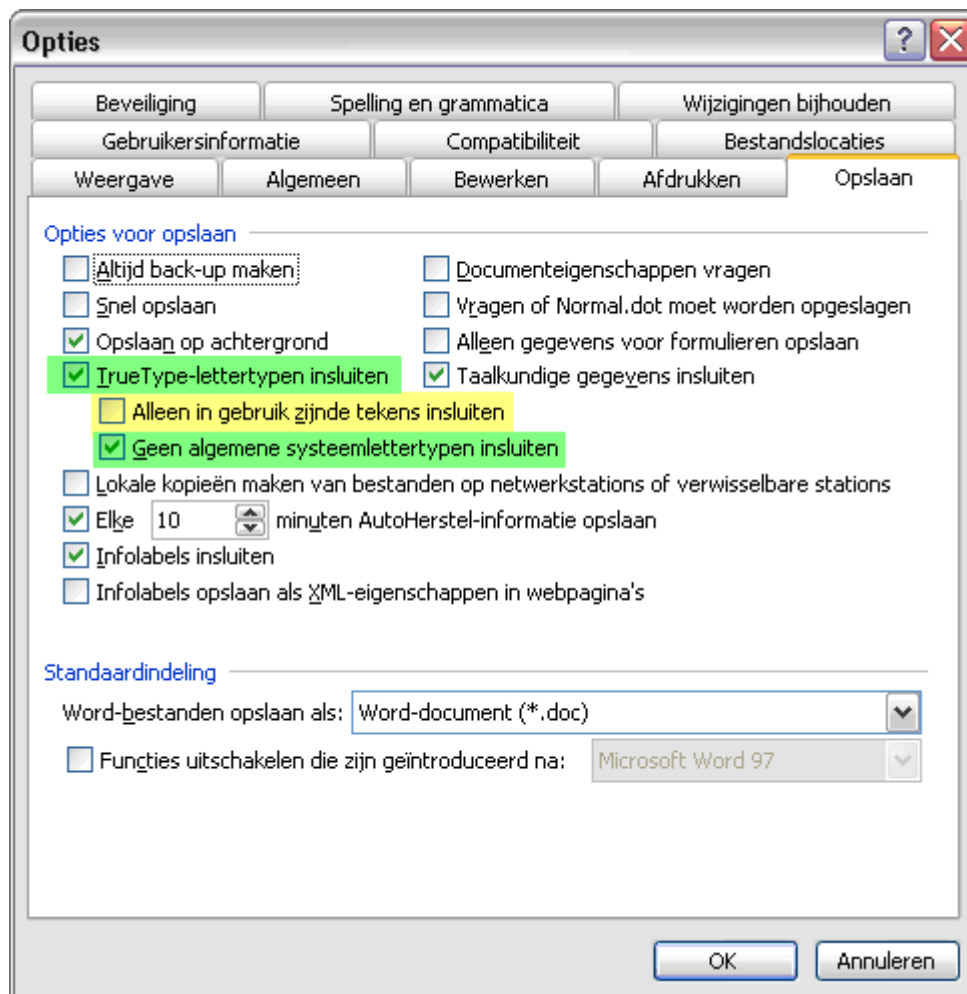 Opties
Beveiliging Spelling en grammatica Wijzigingen bijhouden
Gebruikersinformatie Compatibiliteit Bestandslocaties
Weergave Algemeen Bewerken Afdrukken Opslaan
Opties voor opslaan
Altijd back-up maken Documenteigenschappen vragen
Snel opslaan Vragen of Normal.dot moet worden opgeslagen
Opslaan op achtergrond Alleen gegevens voor formulieren opslaan
TrueType-lettertypen insluiten Taalkundige gegevens insluiten
Alleen in gebruik zijnde tekens insluiten
Geen algemene systeemlettertypen insluiten
Lokale kopieën maken van bestanden op netwerkstations of verwisselbare stations
Elke 10 minuten AutoHerstel-informatie opslaan
Infolabels insluiten
Infolabels opslaan als XML-eigenschappen in webpagina's
Standaardindeling
Word-bestanden opslaan als: Word-document (*.doc)
Functies uitschakelen die zijn geïntroduceerd na: Microsoft Word 97
OK Annuleren